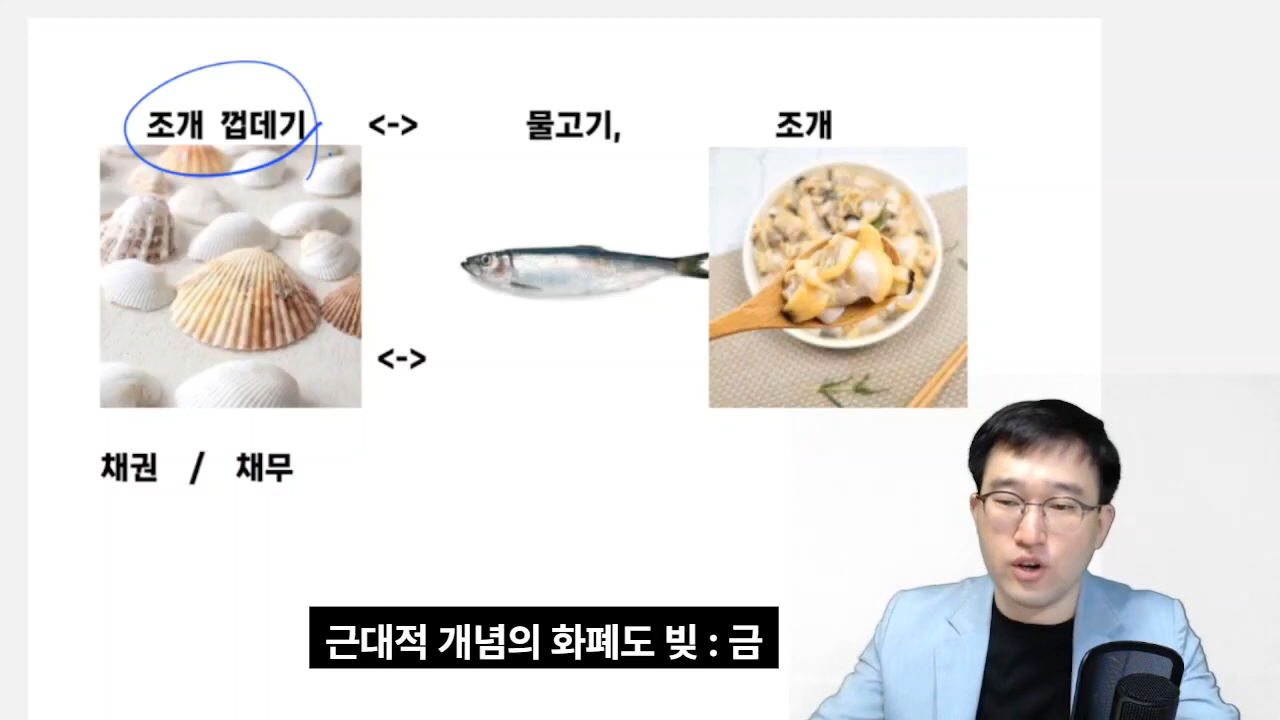 조개 껍데기 <-> 물고기, 조개
<->
채권 / 채무
근대적 개념의 화폐도 빚 : 금